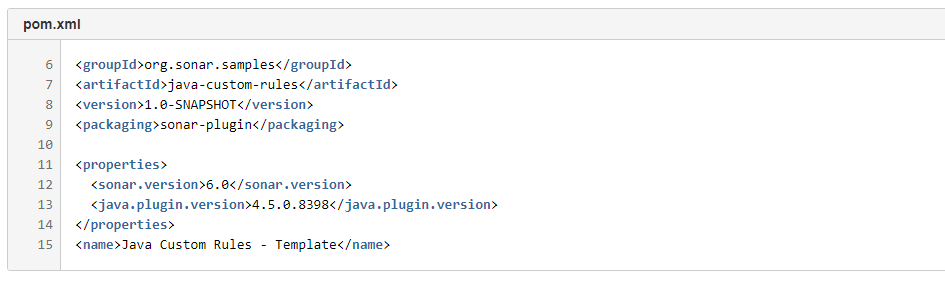 pom.xml
6 <groupId>org.sonar.samples</groupId>
7 <artifactId>java-custom-rules</artifactId>
8 <version>1.0-SNAPSHOT</version>
9 <packaging>sonar-plugin</packaging>
10
11 <properties>
12   <sonar.version>6.0</sonar.version>
13   <java.plugin.version>4.5.0.8398</java.plugin.version>
14 </properties>
15 <name>Java Custom Rules - Template</name>